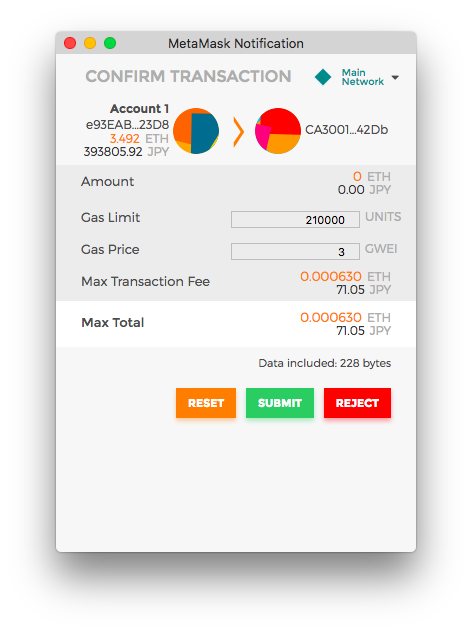 MetaMask Notification
CONFIRM TRANSACTION
Main
Network
Account 1
e93EAB...23D8
3.492 ETH
393805.92 JPY
CA3001...42Db
Amount
0 ETH
0.00 JPY
Gas Limit 210000 UNITS
Gas Price 3 GWEI
Max Transaction Fee
0.000630 ETH
71.05 JPY
Max Total
0.000630 ETH
71.05 JPY
Data included: 228 bytes
RESET SUBMIT REJECT